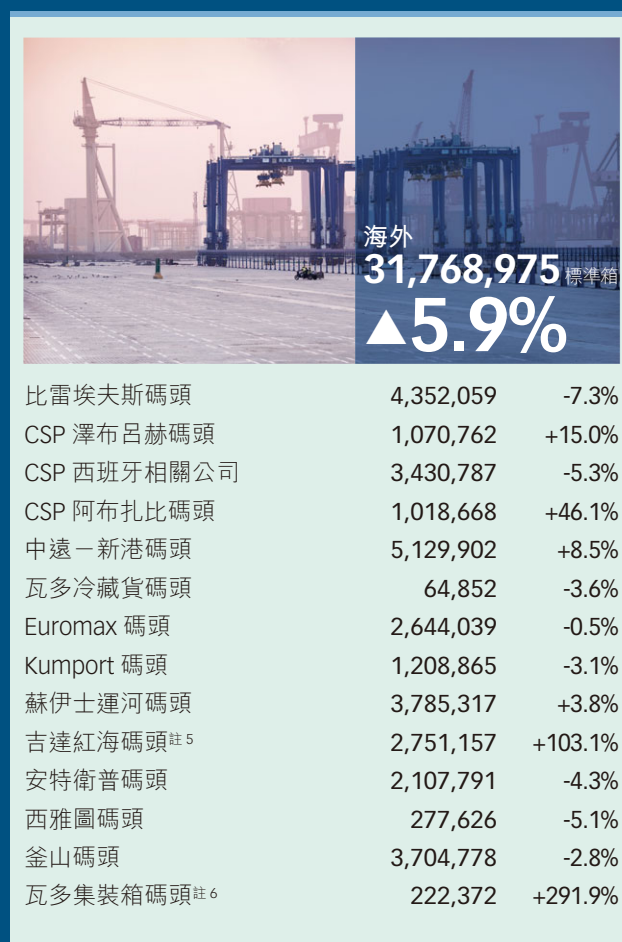 海外
31,768,975 標準箱
▲5.9%
比雷埃夫斯碼頭 4,352,059 -7.3%
CSP 澤布呂赫碼頭 1,070,762 +15.0%
CSP 西班牙相關公司 3,430,787 -5.3%
CSP 阿布扎比碼頭 1,018,668 +46.1%
中遠－新港碼頭 5,129,902 +8.5%
瓦多冷藏貨碼頭 64,852 -3.6%
Euromax 碼頭 2,644,039 -0.5%
Kumport 碼頭 1,208,865 -3.1%
蘇伊士運河碼頭 3,785,317 +3.8%
吉達紅海碼頭註5 2,751,157 +103.1%
安特衛普碼頭 2,107,791 -4.3%
西雅圖碼頭 277,626 -5.1%
釜山碼頭 3,704,778 -2.8%
瓦多集裝箱碼頭註6 222,372 +291.9%